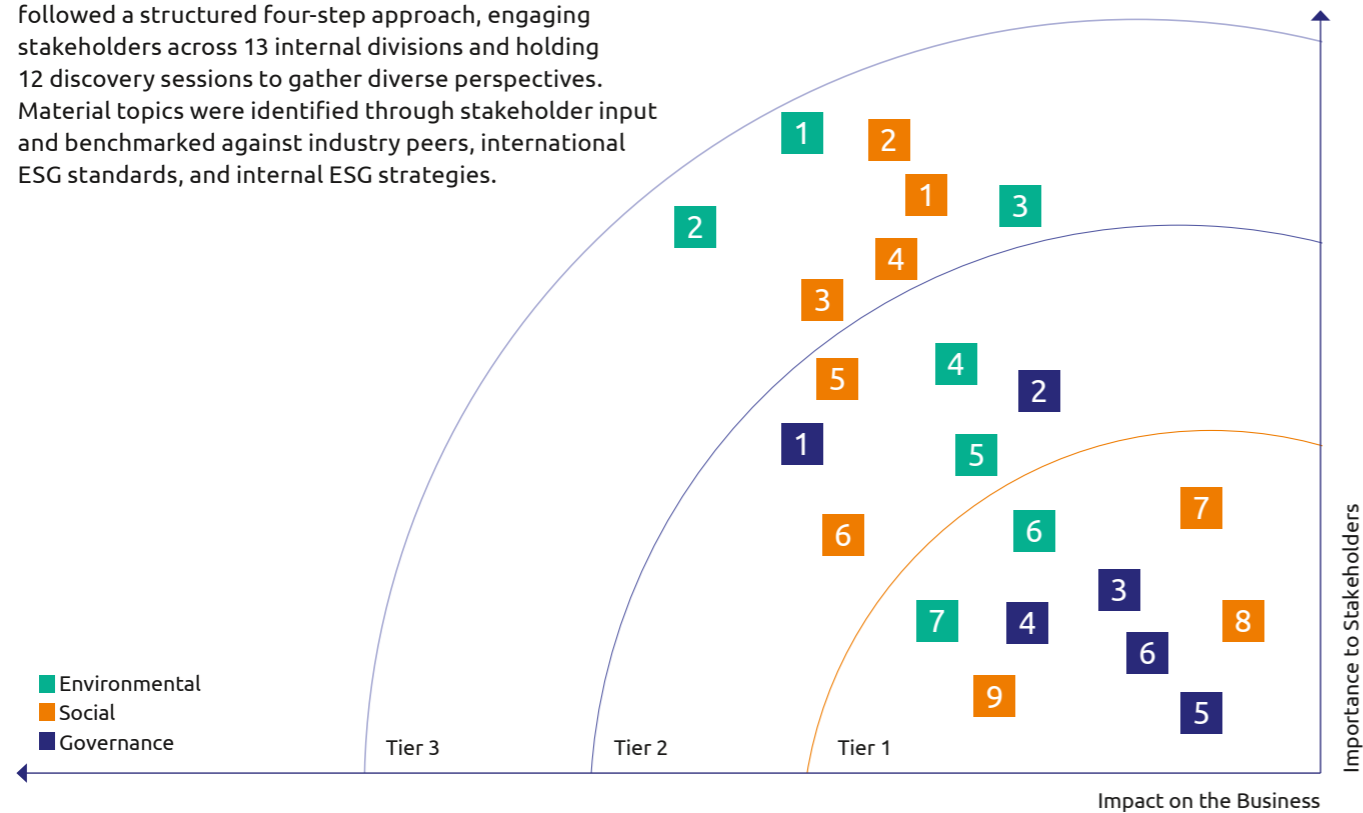 followed a structured four-step approach, engaging
stakeholders across 13 internal divisions and holding
12 discovery sessions to gather diverse perspectives.
Material topics were identified through stakeholder input
and benchmarked against industry peers, international
ESG standards, and internal ESG strategies.
1
2
1
3
2
4
3
5
4
2
1
5
6
7
6
3
7
4
8
6
9
5
Environmental
Social
Governance
Tier 3
Tier 2
Tier 1
Impact on the Business
Importance to Stakeholders